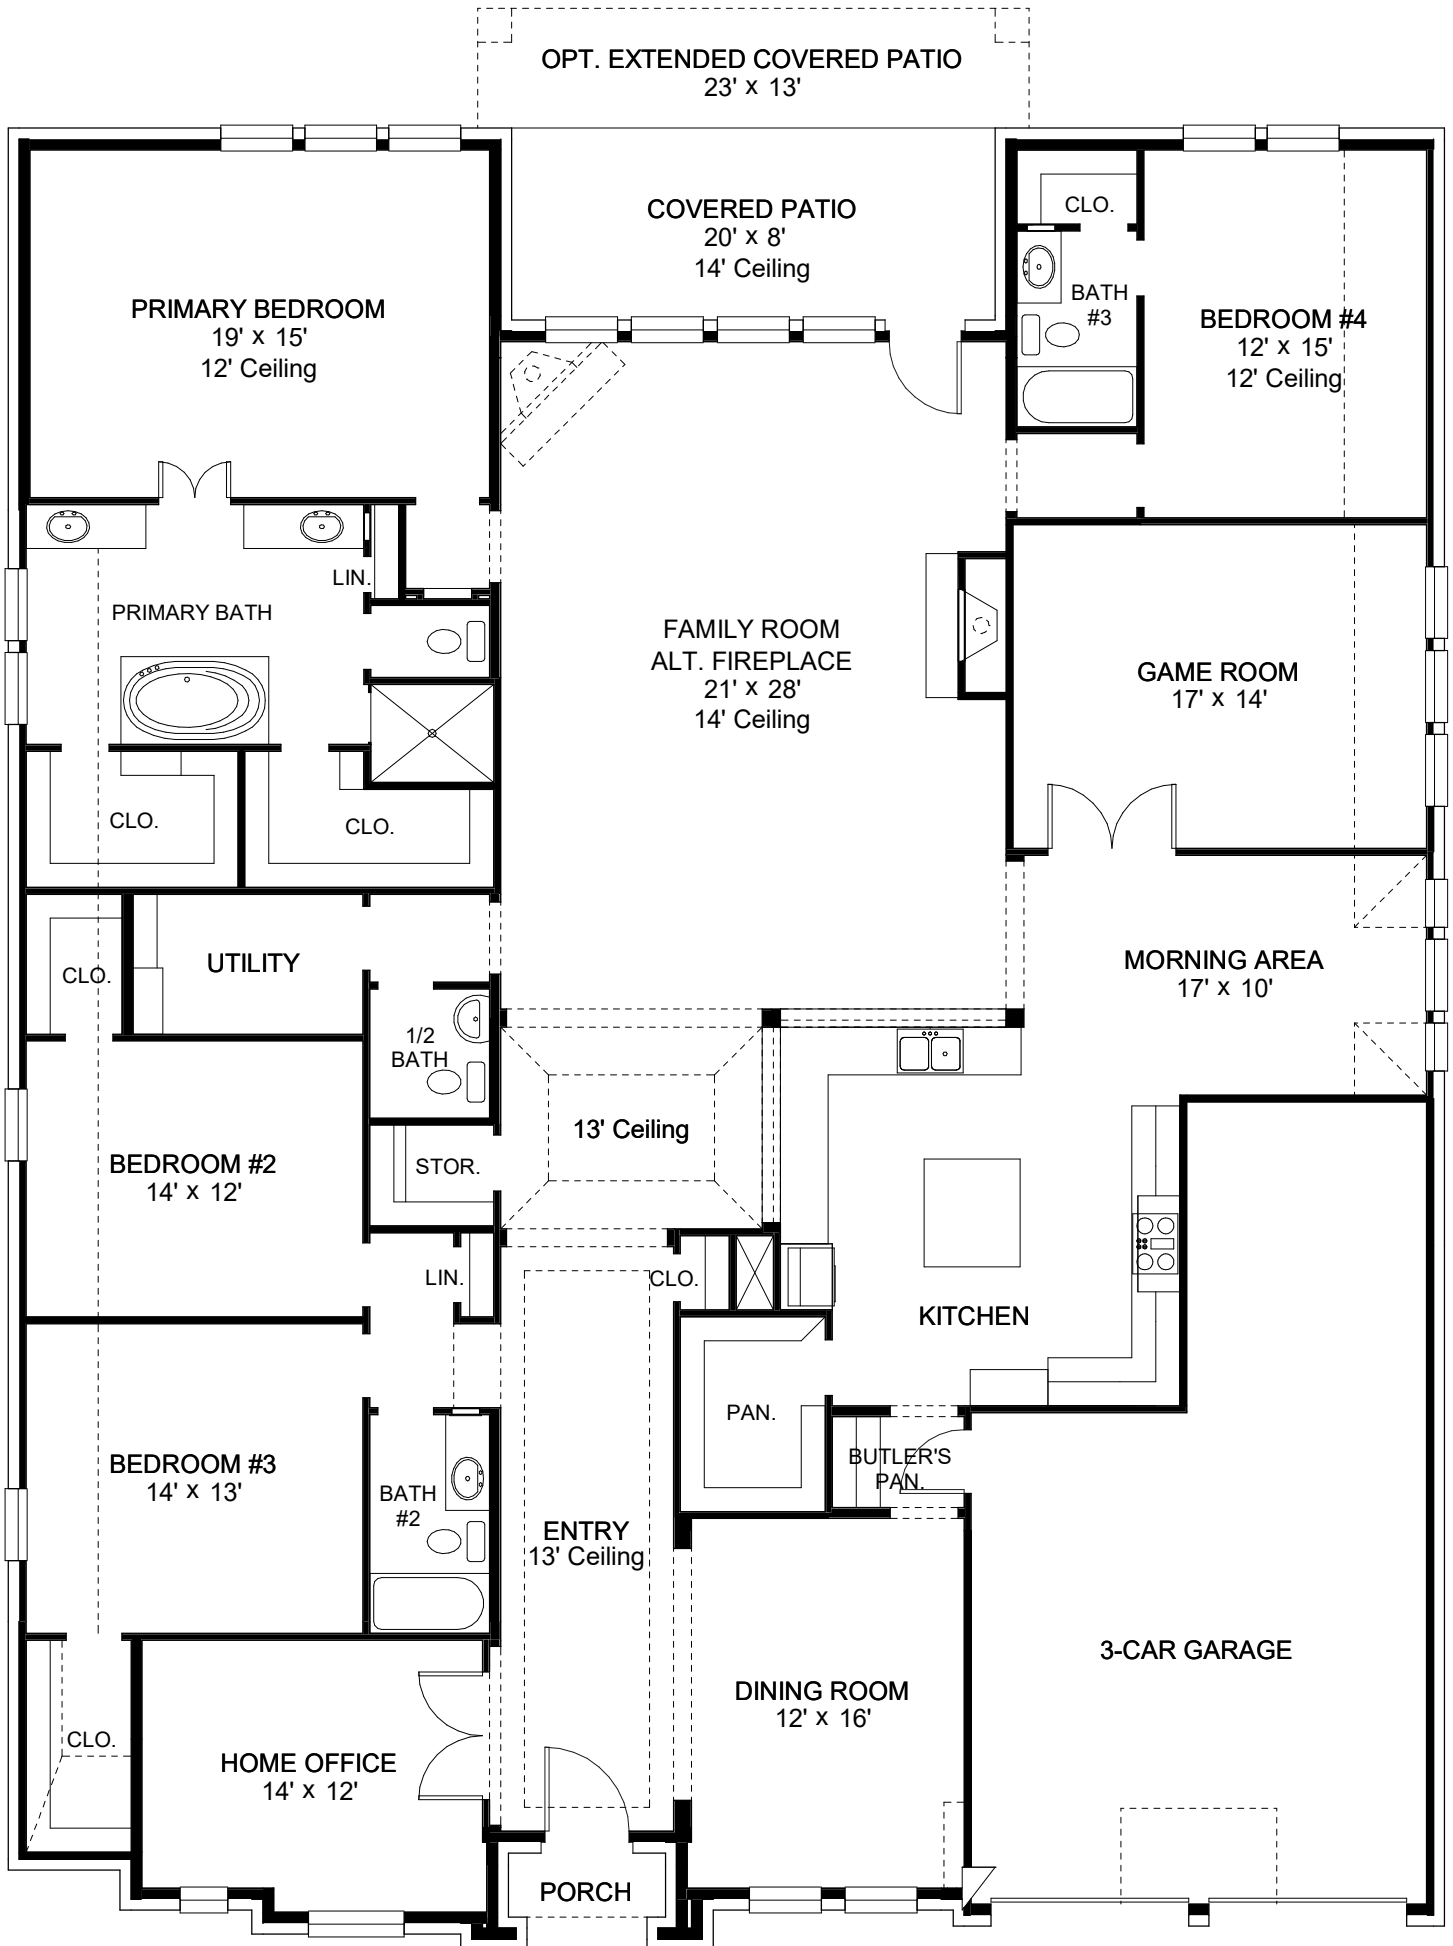 OPT. EXTENDED COVERED PATIO
23' x 13'
COVERED PATIO
20' x 8'
14' Ceiling
CLO.
BATH
#3
BEDROOM #4
12' x 15'
12' Ceiling
PRIMARY BEDROOM
19' x 15'
12' Ceiling
LIN.
PRIMARY BATH
FAMILY ROOM
ALT. FIREPLACE
21' x 28'
14' Ceiling
GAME ROOM
17' x 14'
CLO.
CLO.
CLO.
UTILITY
MORNING AREA
17' x 10'
1/2
BATH
13' Ceiling
BEDROOM #2
14' x 12'
STOR.
LIN.
CLO.
KITCHEN
PAN.
BUTLER'S
PAN.
BEDROOM #3
14' x 13'
BATH
#2
ENTRY
13' Ceiling
3-CAR GARAGE
DINING ROOM
12' x 16'
CLO.
HOME OFFICE
14' x 12'
PORCH